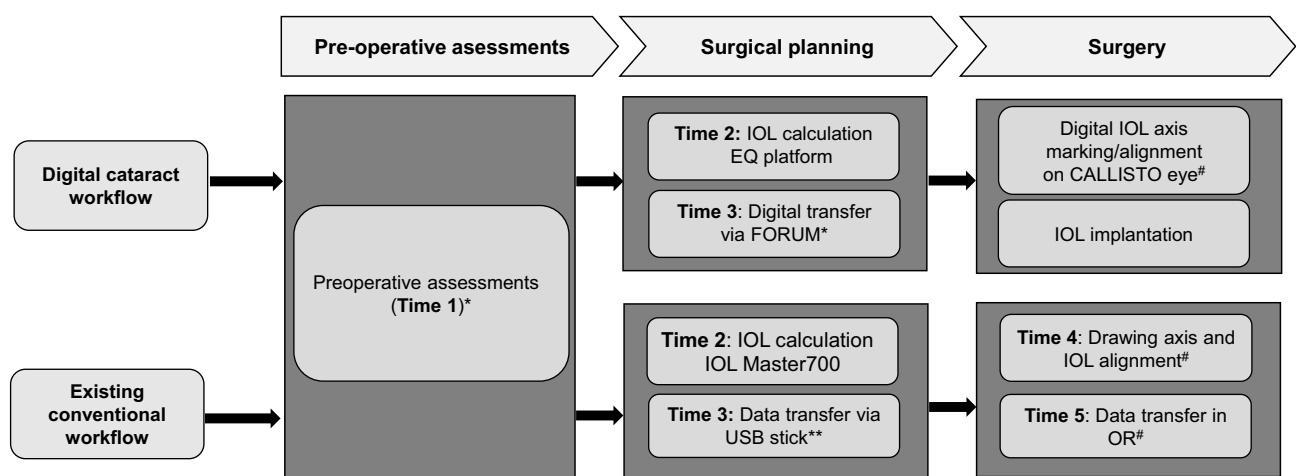 Pre-operative asessments
Surgical planning
Surgery
Digital cataract
workflow
Existing
conventional
workflow
Preoperative assessments
(Time 1)*
Time 2: IOL calculation
EQ platform
Time 3: Digital transfer
via FORUM*
Time 2: IOL calculation
IOL Master700
Time 3: Data transfer via
USB stick**
Digital IOL axis
marking/alignment
on CALLISTO eye#
IOL implantation
Time 4: Drawing axis and
IOL alignment#
Time 5: Data transfer in
OR#